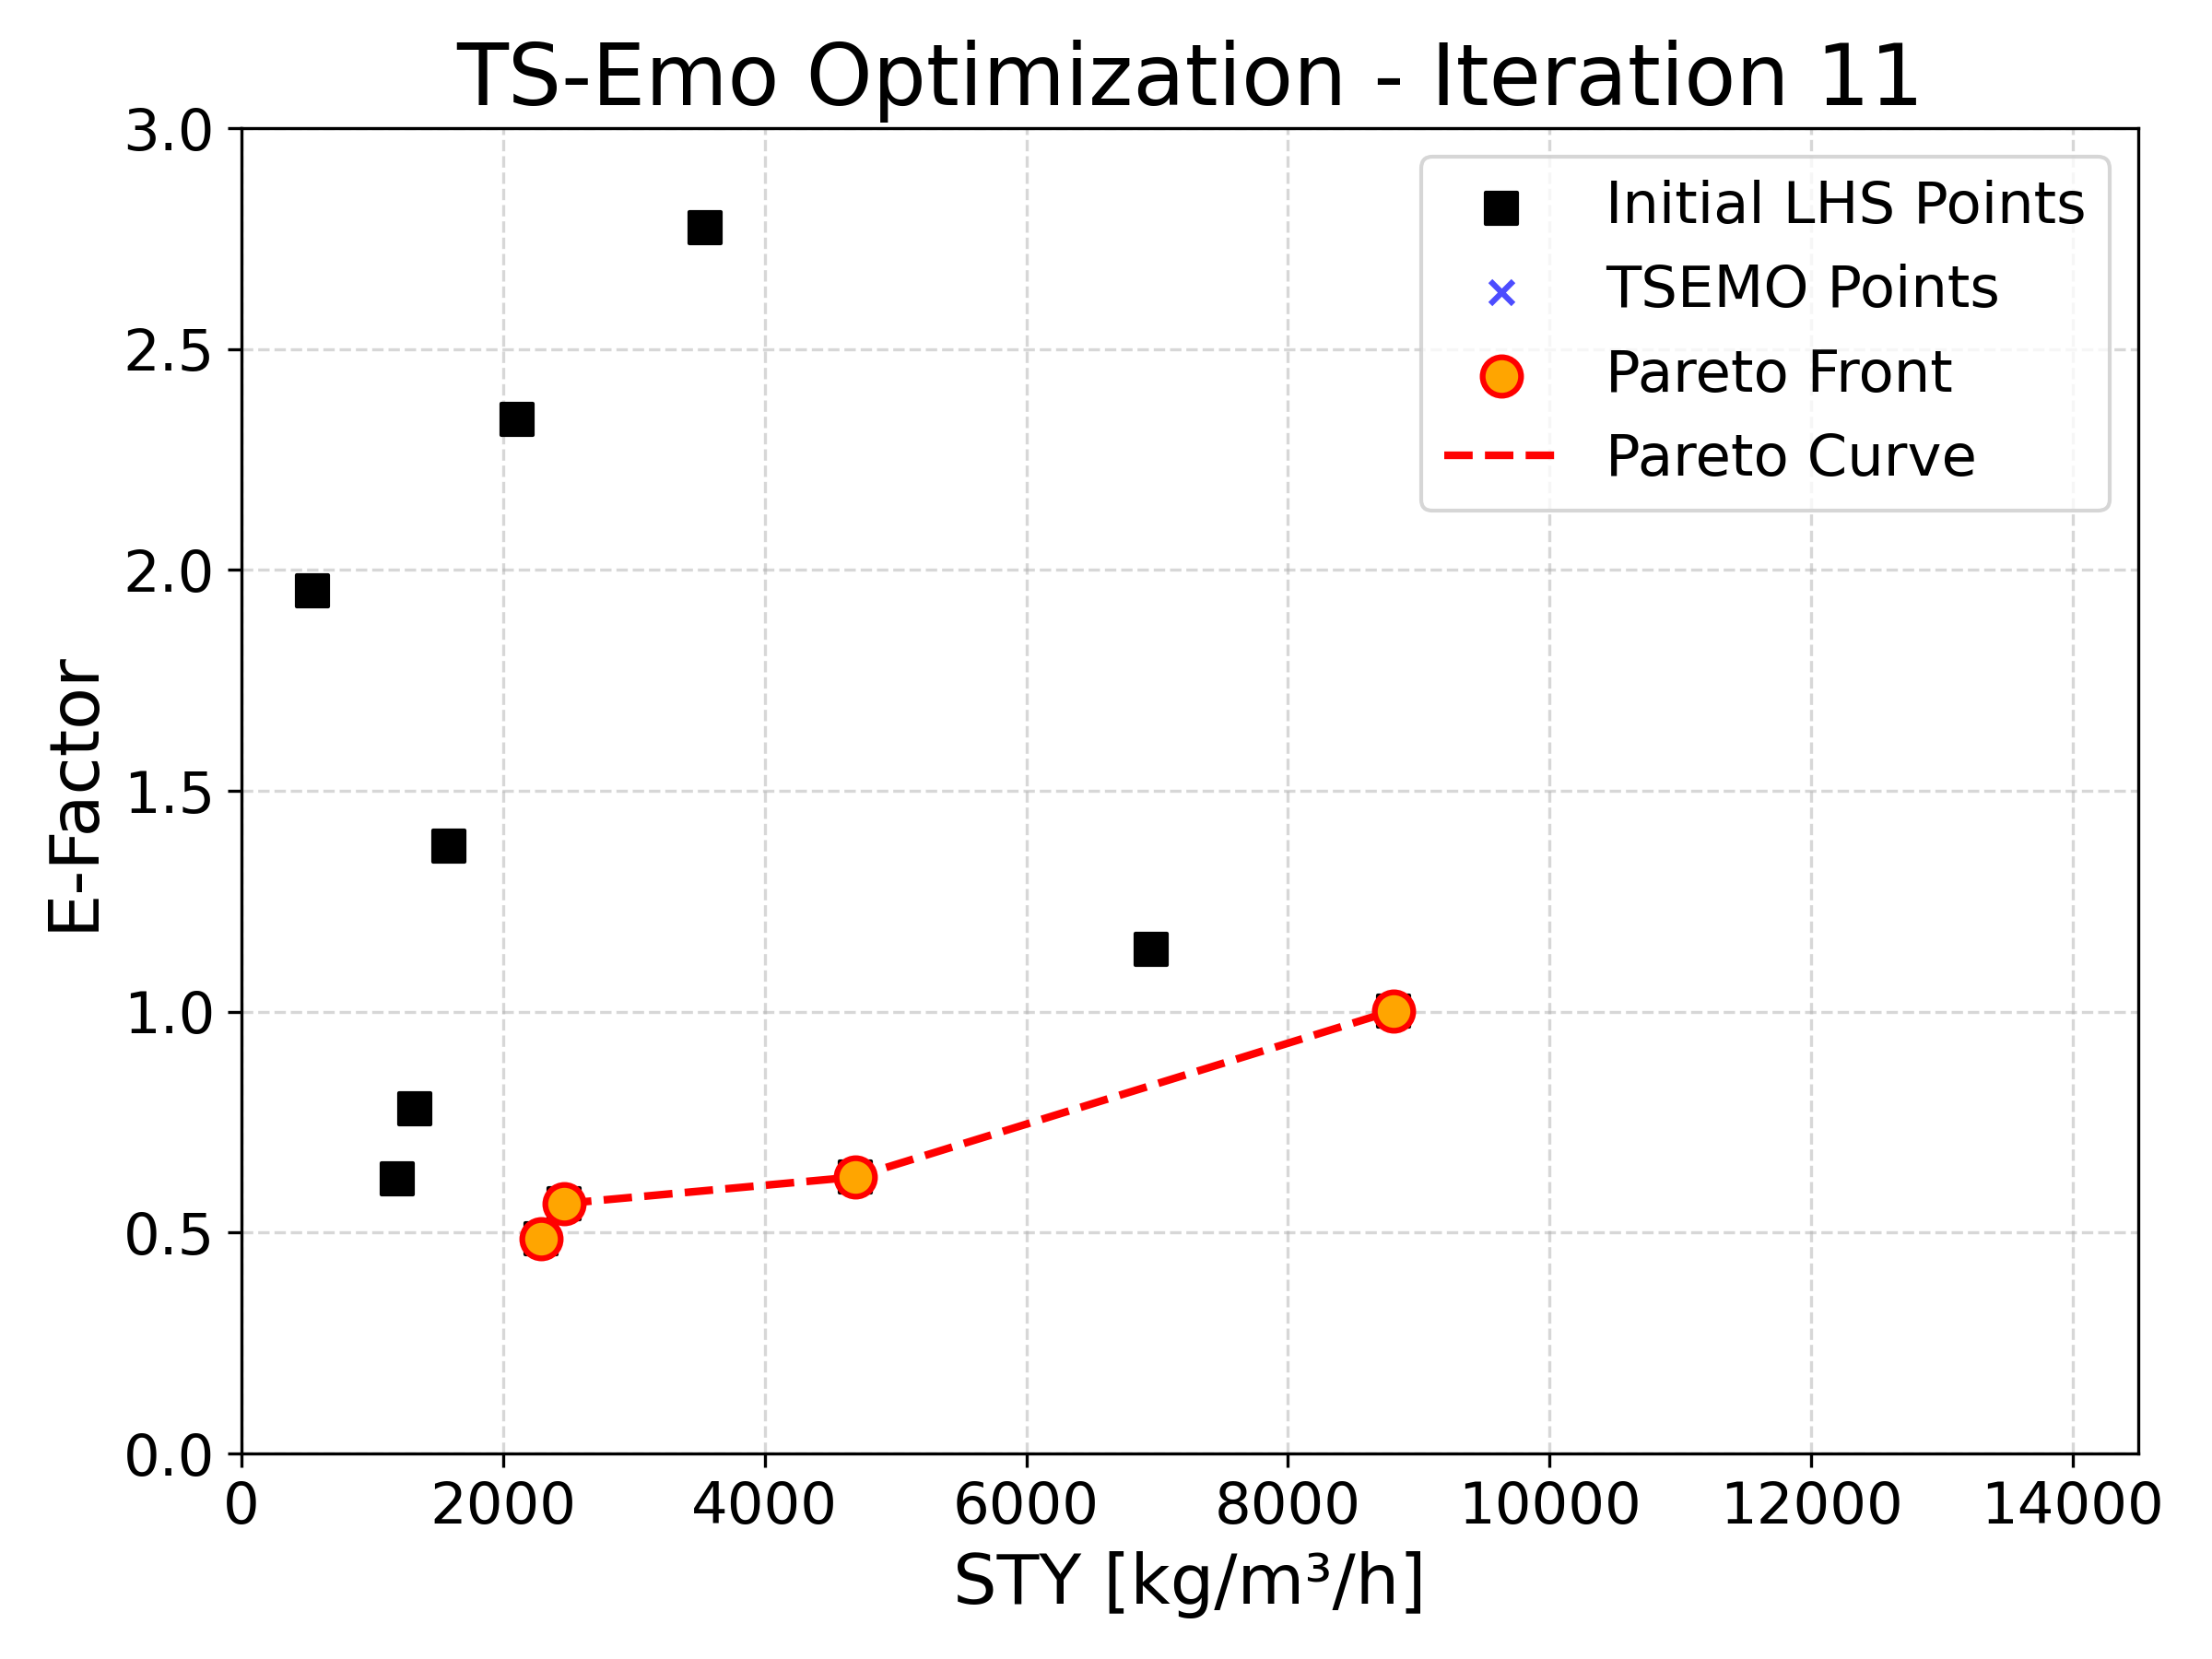 TS-Emo Optimization - Iteration 11
3.0
2.5
2.0
1.5
1.0
0.5
0.0
E-Factor
Initial LHS Points
TSEMO Points
Pareto Front
Pareto Curve
0 2000 4000 6000 8000 10000 12000 14000
STY [kg/m³/h]